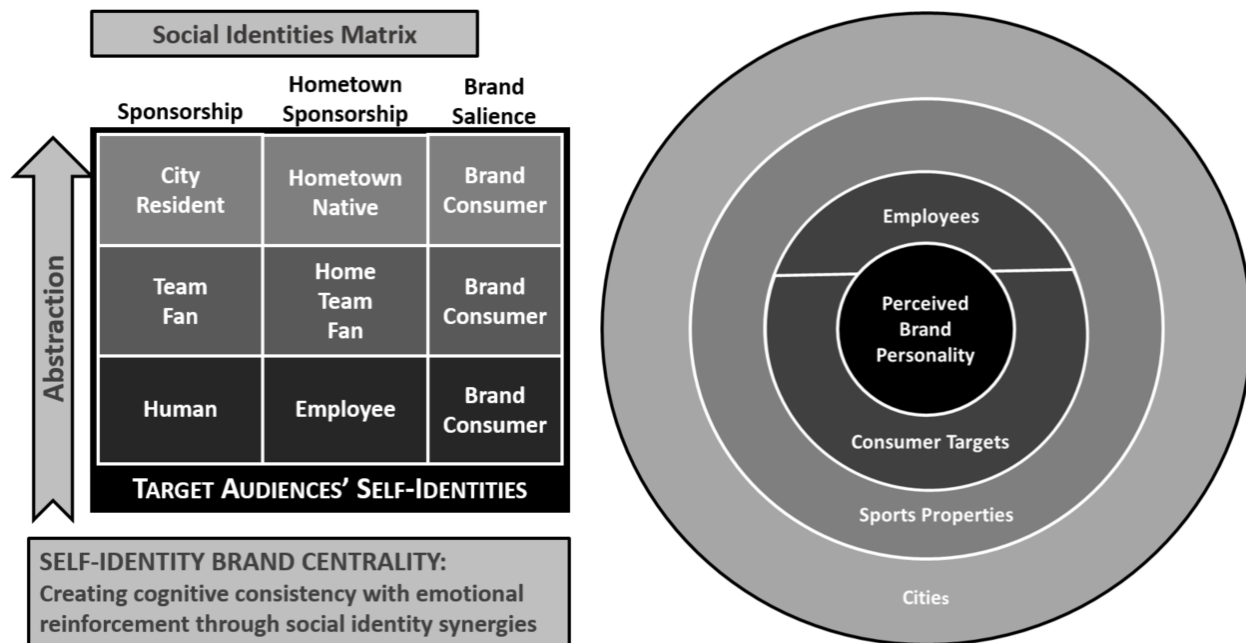 Social Identities Matrix
Sponsorship
Hometown
Sponsorship
Brand
Salience
Abstraction
City
Resident
Hometown
Native
Brand
Consumer
Team
Fan
Home
Team
Fan
Brand
Consumer
Human
Employee
Brand
Consumer
TARGET AUDIENCES' SELF-IDENTITIES
SELF-IDENTITY BRAND CENTRALITY:
Creating cognitive consistency with emotional
reinforcement through social identity synergies
Employees
Perceived
Brand
Personality
Consumer Targets
Sports Properties
Cities